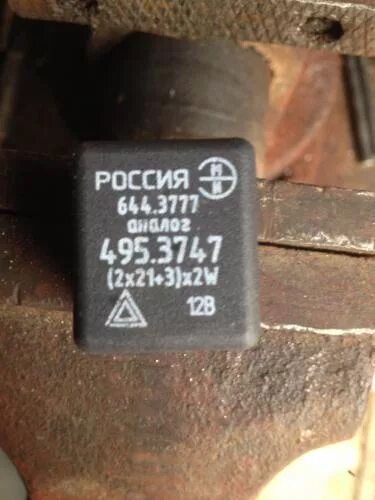 РОССИЯ
644.3777
аналог
495.3747
(2x21+3)x2W
12В